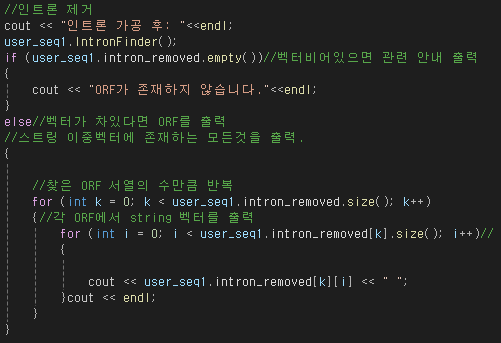 //인트론 제거
cout << "인트론 가공 후: "<<endl;
user_seq1.IntronFinder();
if (user_seq1.intron_removed.empty())//벡터비어있으면 관련 안내 출력
{
cout << "ORF가 존재하지 않습니다."<<endl;
}
else//벡터가 차있다면 ORF를 출력
//스트링 이중벡터에 존재하는 모든것을 출력.
{
//찾은 ORF 서열의 수만큼 반복
for (int k = 0; k < user_seq1.intron_removed.size(); k++)
{//각 ORF에서 string 벡터를 출력
for (int i = 0; i < user_seq1.intron_removed[k].size(); i++)//
{
cout << user_seq1.intron_removed[k][i] << " ";
}cout << endl;
}
}